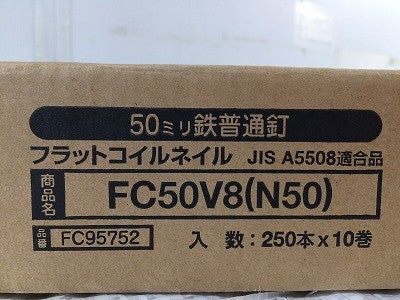 50ミリ鉄普通釘
フラットコイルネイル JIS A5508適合品
商品名 FC50V8(N50)
品番 FC95752 入 数:250本x10巻